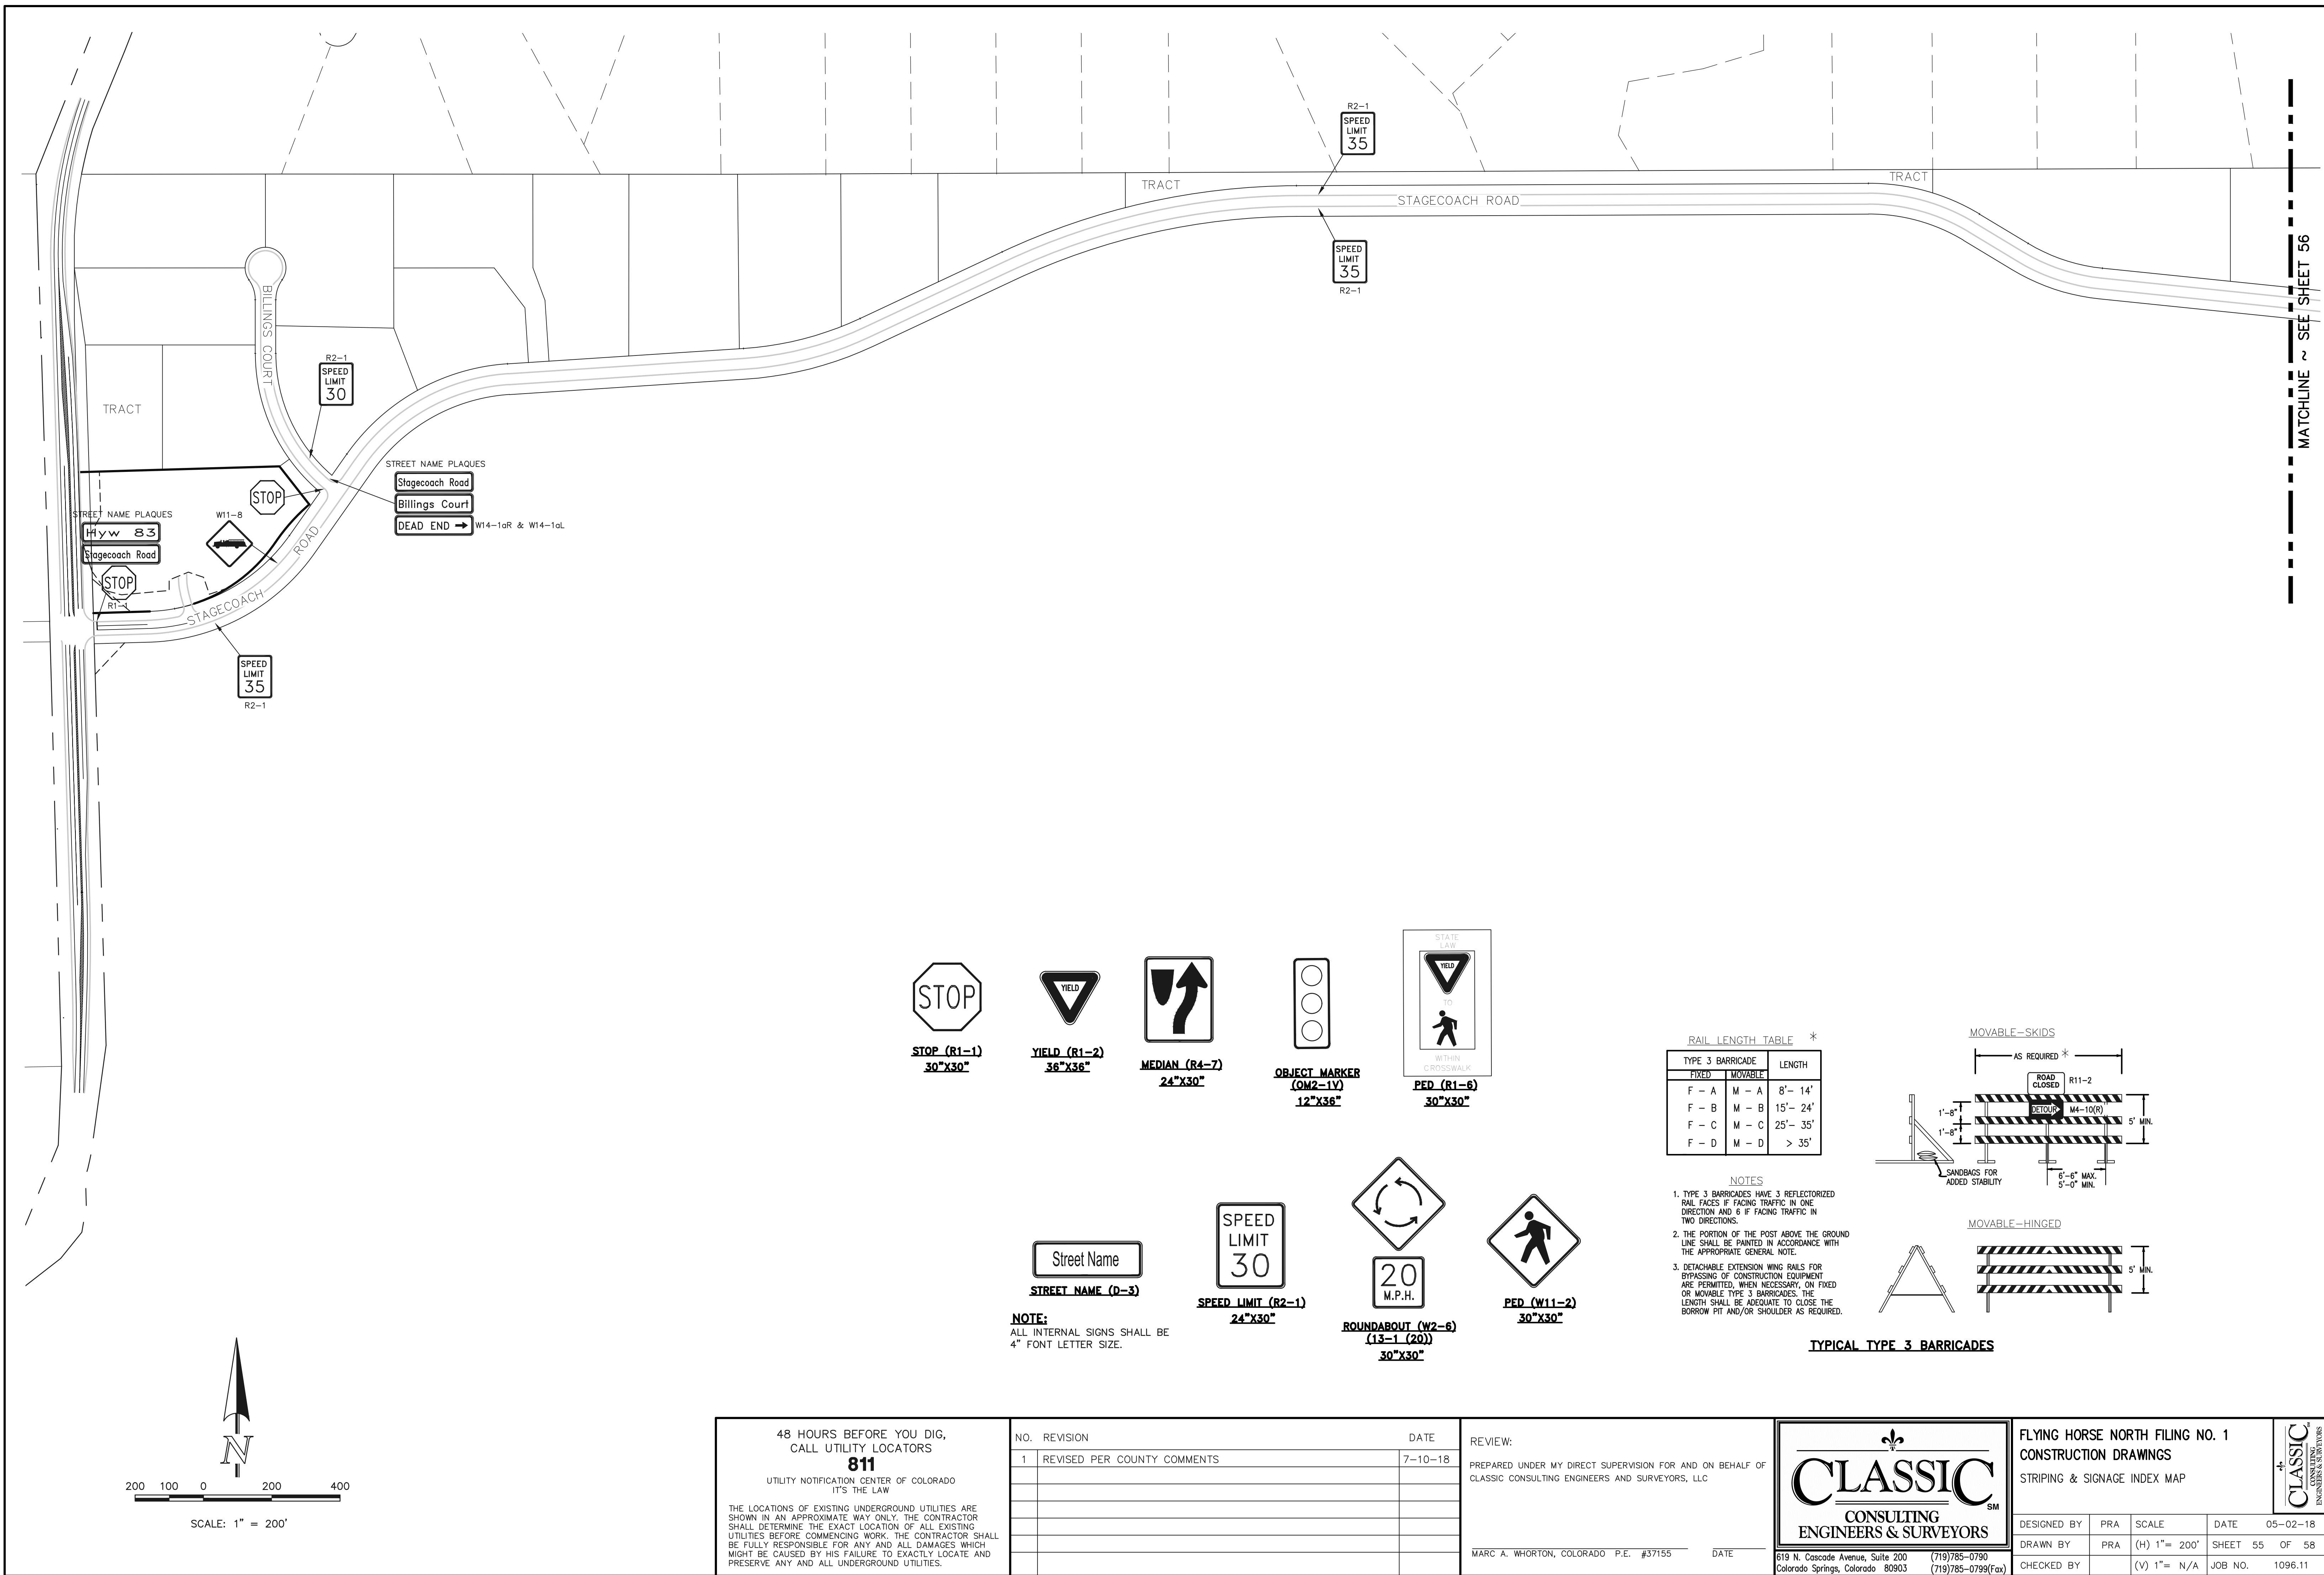 R2-1
SPEED
LIMIT
35
TRACT
TRACT
STAGECOACH ROAD
SPEED
LIMIT
35
R2-1
MATCHLINE ~ SEE SHEET 56
BILLINGS COURT
R2-1
SPEED
LIMIT
30
TRACT
STREET NAME PLAQUES
Stagecoach Road
Billings Court
DEAD END
W14-1aR & W14-1aL
STOP
STREET NAME PLAQUES
Hyw 83
Stagecoach Road
W11-8
STOP
R1-1
STAGECOACH ROAD
SPEED
LIMIT
35
R2-1
STOP
STOP (R1-1)
30"X30"
YIELD
YIELD (R1-2)
36"X36"
MEDIAN (R4-7)
24"X30"
OBJECT MARKER
(OM2-1V)
12"X36"
STATE
LAW
YIELD
TO
WITHIN
CROSSWALK
PED (R1-6)
30"X30"
Street Name
STREET NAME (D-3)
NOTE:
ALL INTERNAL SIGNS SHALL BE
4" FONT LETTER SIZE.
SPEED
LIMIT
30
SPEED LIMIT (R2-1)
24"X30"
20
M.P.H.
ROUNDABOUT (W2-6)
(13-1 (20))
30"X30"
PED (W11-2)
30"X30"
RAIL LENGTH TABLE *
TYPE 3 BARRICADE LENGTH
FIXED MOVABLE
F - A M - A 8'- 14'
F - B M - B 15'- 24'
F - C M - C 25'- 35'
F - D M - D > 35'
NOTES
1. TYPE 3 BARRICADES HAVE 3 REFLECTORIZED
RAIL FACES IF FACING TRAFFIC IN ONE
DIRECTION AND 6 IF FACING TRAFFIC IN
TWO DIRECTIONS.
2. THE PORTION OF THE POST ABOVE THE GROUND
LINE SHALL BE PAINTED IN ACCORDANCE WITH
THE APPROPRIATE GENERAL NOTE.
3. DETACHABLE EXTENSION WING RAILS FOR
BYPASSING OF CONSTRUCTION EQUIPMENT
ARE PERMITTED, WHEN NECESSARY, ON FIXED
OR MOVABLE TYPE 3 BARRICADES. THE
LENGTH SHALL BE ADEQUATE TO CLOSE THE
BORROW PIT AND/OR SHOULDER AS REQUIRED.
MOVABLE-SKIDS
AS REQUIRED *
ROAD
CLOSED
R11-2
DETOUR
M4-10(R)
1'-8"
1'-8"
5' MIN.
SANDBAGS FOR
ADDED STABILITY
6'-6" MAX.
5'-0" MIN.
MOVABLE-HINGED
5' MIN.
TYPICAL TYPE 3 BARRICADES
N
200 100 0 200 400
SCALE: 1" = 200'
48 HOURS BEFORE YOU DIG,
CALL UTILITY LOCATORS
811
UTILITY NOTIFICATION CENTER OF COLORADO
IT'S THE LAW
THE LOCATIONS OF EXISTING UNDERGROUND UTILITIES ARE
SHOWN IN AN APPROXIMATE WAY ONLY. THE CONTRACTOR
SHALL DETERMINE THE EXACT LOCATION OF ALL EXISTING
UTILITIES BEFORE COMMENCING WORK. THE CONTRACTOR SHALL
BE FULLY RESPONSIBLE FOR ANY AND ALL DAMAGES WHICH
MIGHT BE CAUSED BY HIS FAILURE TO EXACTLY LOCATE AND
PRESERVE ANY AND ALL UNDERGROUND UTILITIES.
NO. REVISION DATE
1 REVISED PER COUNTY COMMENTS 7-10-18
REVIEW:
PREPARED UNDER MY DIRECT SUPERVISION FOR AND ON BEHALF OF
CLASSIC CONSULTING ENGINEERS AND SURVEYORS, LLC
MARC A. WHORTON, COLORADO P.E. #37155 DATE
CLASSIC SM
CONSULTING
ENGINEERS & SURVEYORS
619 N. Cascade Avenue, Suite 200 (719)785-0790
Colorado Springs, Colorado 80903 (719)785-0799(Fax)
FLYING HORSE NORTH FILING NO. 1
CONSTRUCTION DRAWINGS
STRIPING & SIGNAGE INDEX MAP
CLASSIC
CONSULTING
ENGINEERS & SURVEYORS
DESIGNED BY PRA SCALE DATE 05-02-18
DRAWN BY PRA (H) 1"= 200' SHEET 55 OF 58
CHECKED BY (V) 1"= N/A JOB NO. 1096.11